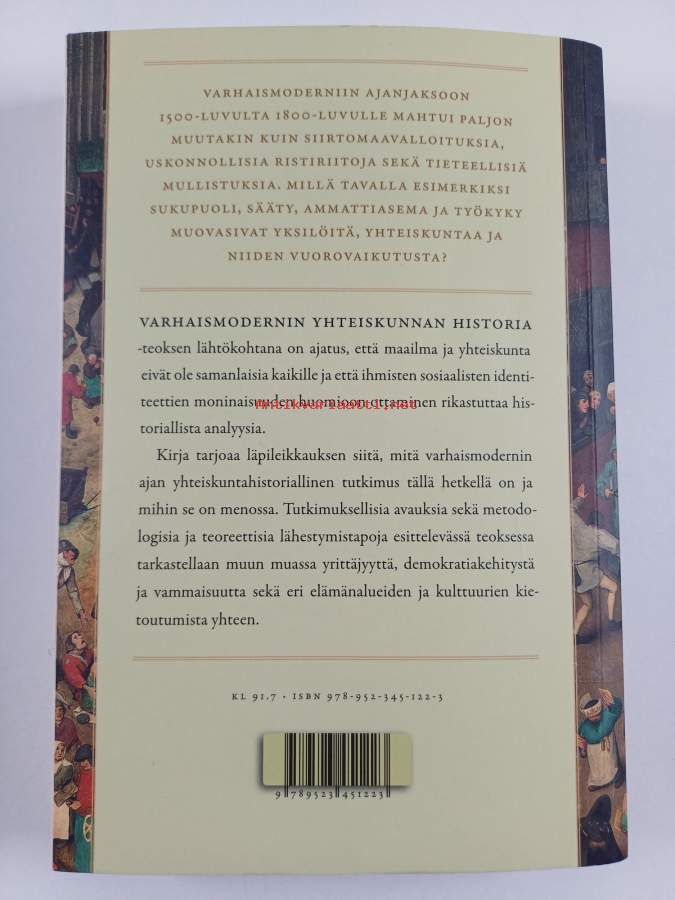 VARHAISMODERNIIN AJANJAKSOON
1500-LUVULTA 1800-LUVULLE MAHTUI PALJON
MUUTAKIN KUIN SIIRTOMAAVALLOITUKSIA,
USKONNOLLISIA RISTIRIITOJA SEKÄ TIETEELLISIÄ
MULLISTUKSIA. MILLÄ TAVALLA ESIMERKIKSI
SUKUPUOLI, SÄÄTY, AMMATTIASEMA JA TYÖKYKY
MUOVASIVAT YKSILÖITÄ, YHTEISKUNTAA JA
NIIDEN VUOROVAIKUTUSTA?
VARHAISMODERNIN YHTEISKUNNAN HISTORIA
-teoksen lähtökohtana on ajatus, että maailma ja yhteiskunta
eivät ole samanlaisia kaikille ja että ihmisten sosiaalisten identi-
teettien moninaisuuden huomioon ottaminen rikastuttaa his-
Antikvariaatti.net
toriallista analyysia.
Kirja tarjoaa läpileikkauksen siitä, mitä varhaismodernin
ajan yhteiskuntahistoriallinen tutkimus tällä hetkellä on ja
mihin se on menossa. Tutkimuksellisia avauksia sekä metodo-
logisia ja teoreettisia lähestymistapoja esittelevässä teoksessa
tarkastellaan muun muassa yrittäjyyttä, demokratiakehitystä
ja vammaisuutta sekä eri elämänalueiden ja kulttuurien kie-
toutumista yhteen.
KL 91.7 • ISBN 978-952-345-122-3
9 789523 451223